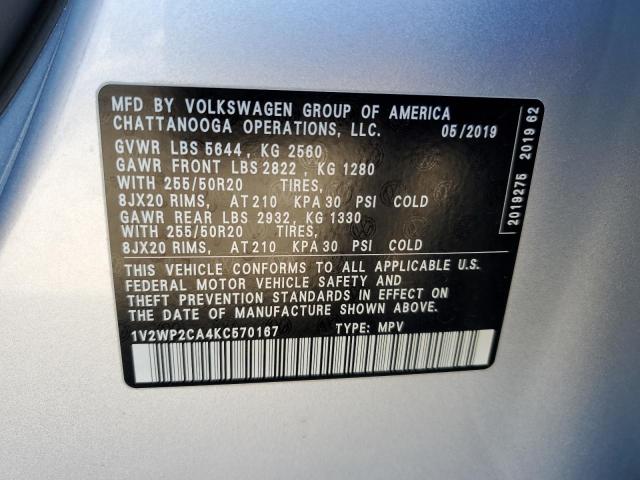 MFD BY VOLKSWAGEN GROUP OF AMERICA
CHATTANOOGA OPERATIONS, LLC. 05/2019
GVWR LBS 5644, KG 2560
GAWR FRONT LBS 2822, KG 1280
WITH 255/50R20 TIRES,
8JX20 RIMS, AT 210 KPA 30 PSI COLD
GAWR REAR LBS 2932, KG 1330
WITH 255/50R20 TIRES,
8JX20 RIMS, AT 210 KPA 30 PSI COLD
THIS VEHICLE CONFORMS TO ALL APPLICABLE U.S.
FEDERAL MOTOR VEHICLE SAFETY AND
THEFT PREVENTION STANDARDS IN EFFECT ON
THE DATE OF MANUFACTURE SHOWN ABOVE.
1V2WP2CA4KC570167 TYPE: MPV
2019275 2019 62